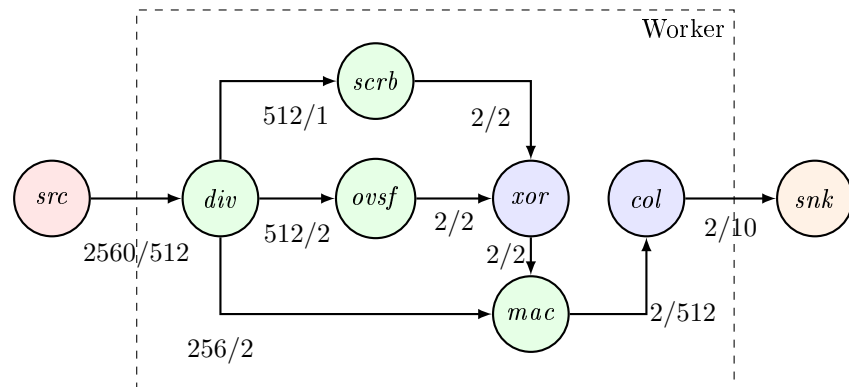 Worker
scrb
512/1
2/2
src
div
ovsf
xor
col
snk
2560/512
512/2
2/2
2/2
2/10
mac
2/512
256/2